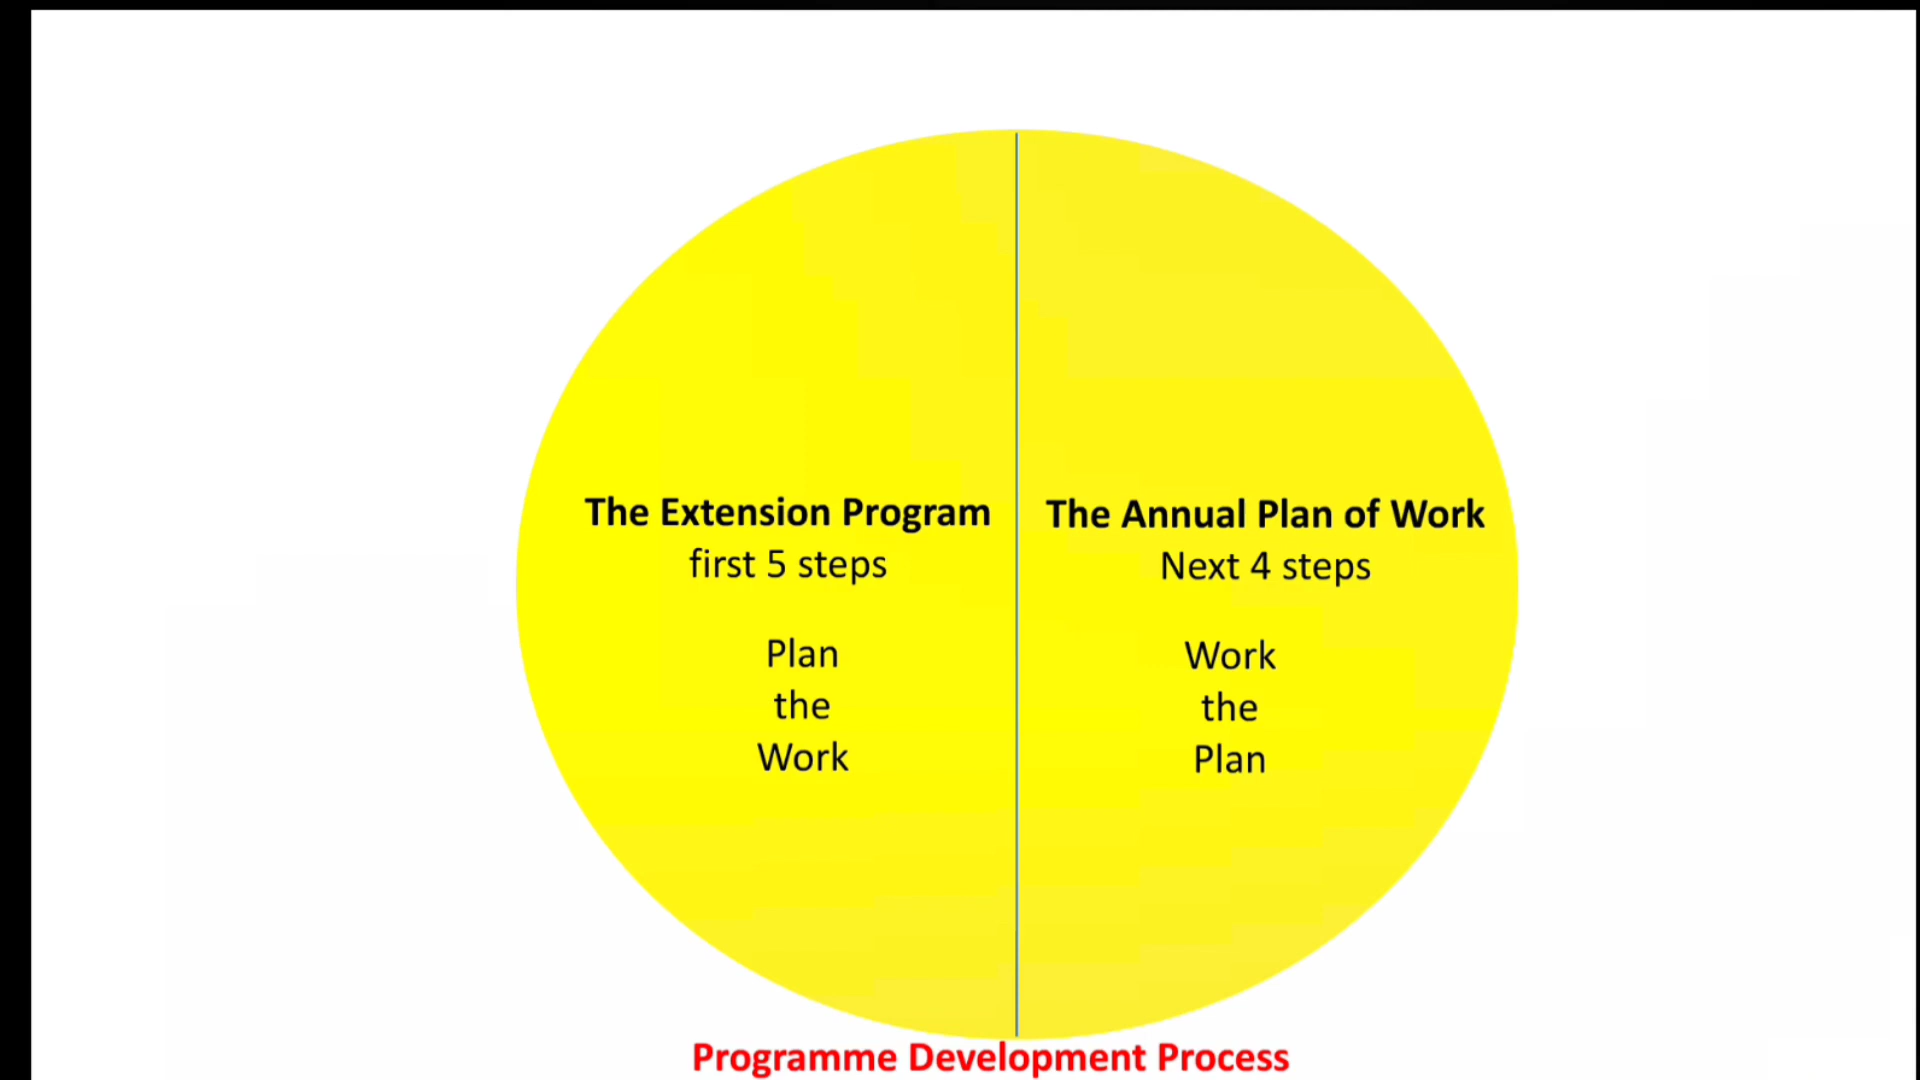 The Extension Program
first 5 steps
Plan
the
Work
The Annual Plan of Work
Next 4 steps
Work
the
Plan
Programme Development Process